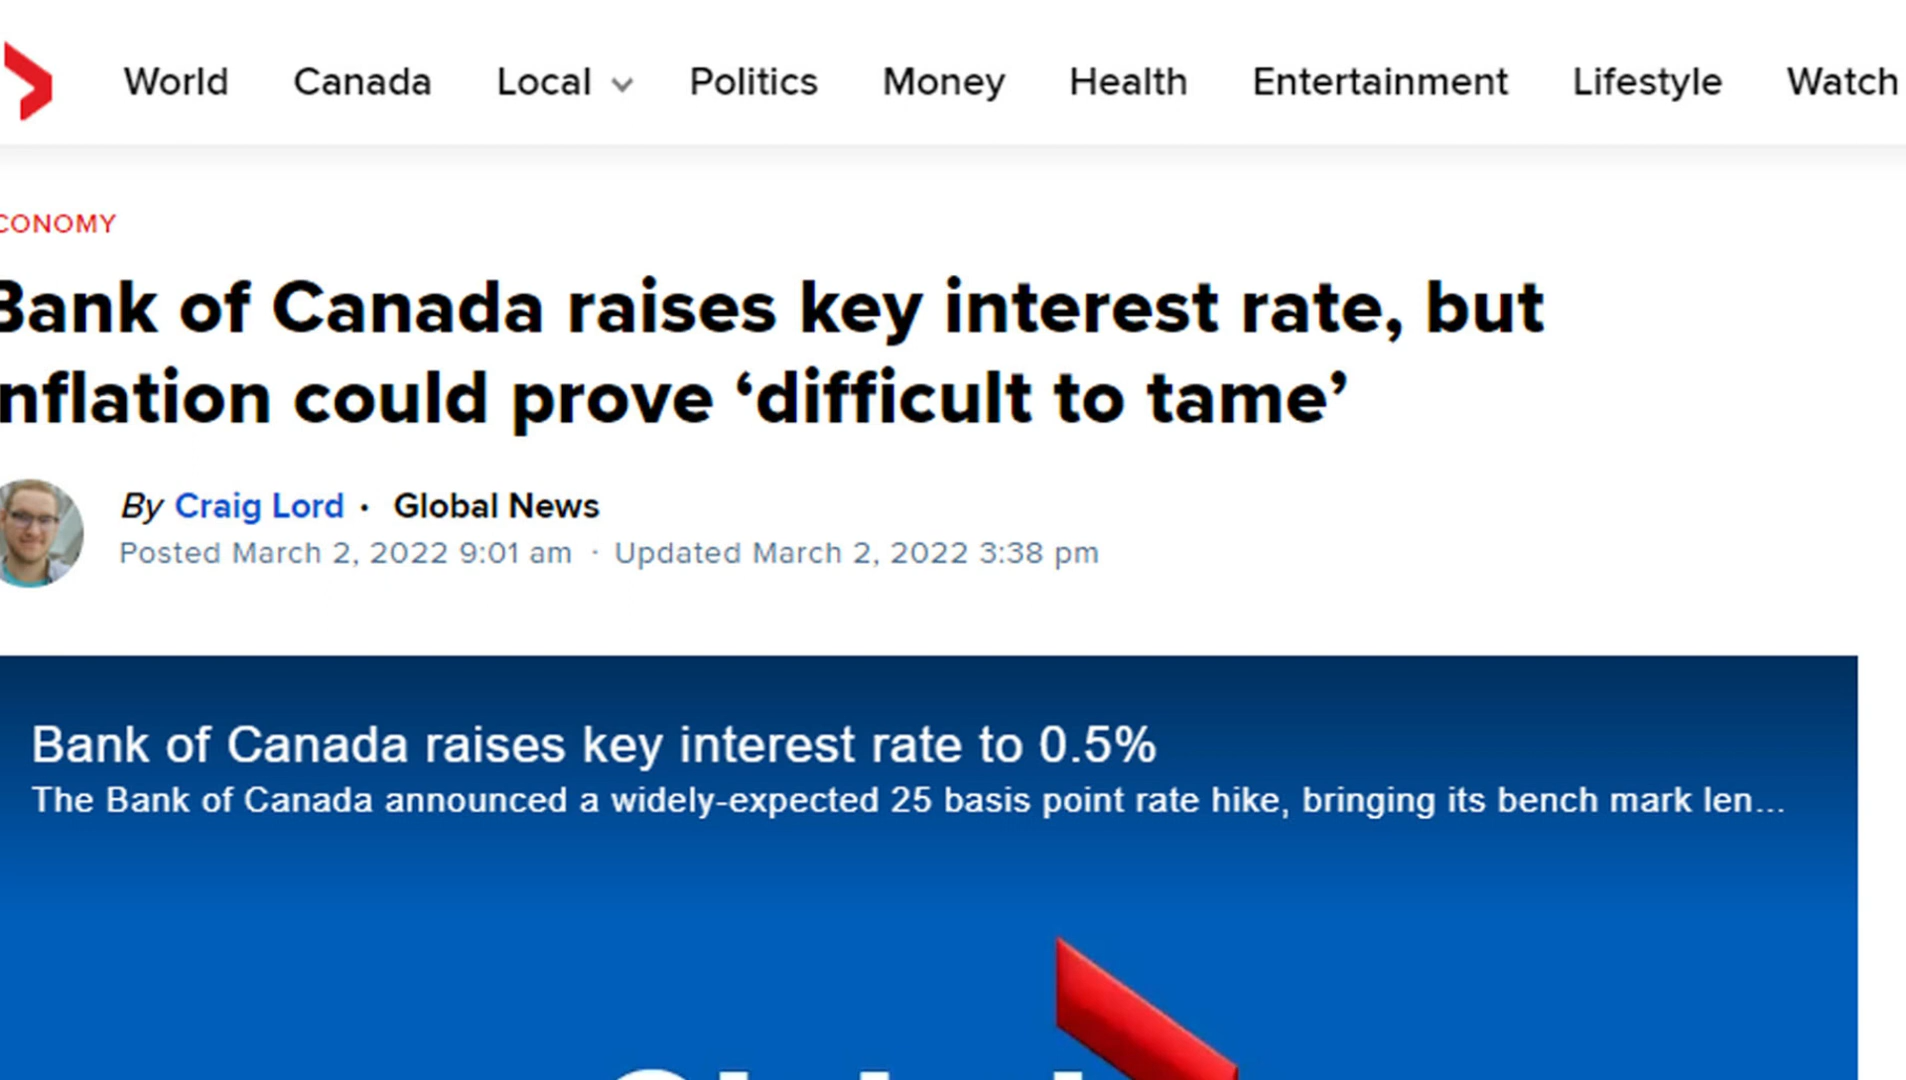 World Canada Local Politics Money Health Entertainment Lifestyle Watch
CONOMY
Bank of Canada raises key interest rate, but
nflation could prove ‘difficult to tame’
By Craig Lord · Global News
Posted March 2, 2022 9:01 am · Updated March 2, 2022 3:38 pm
Bank of Canada raises key interest rate to 0.5%
The Bank of Canada announced a widely-expected 25 basis point rate hike, bringing its bench mark len...